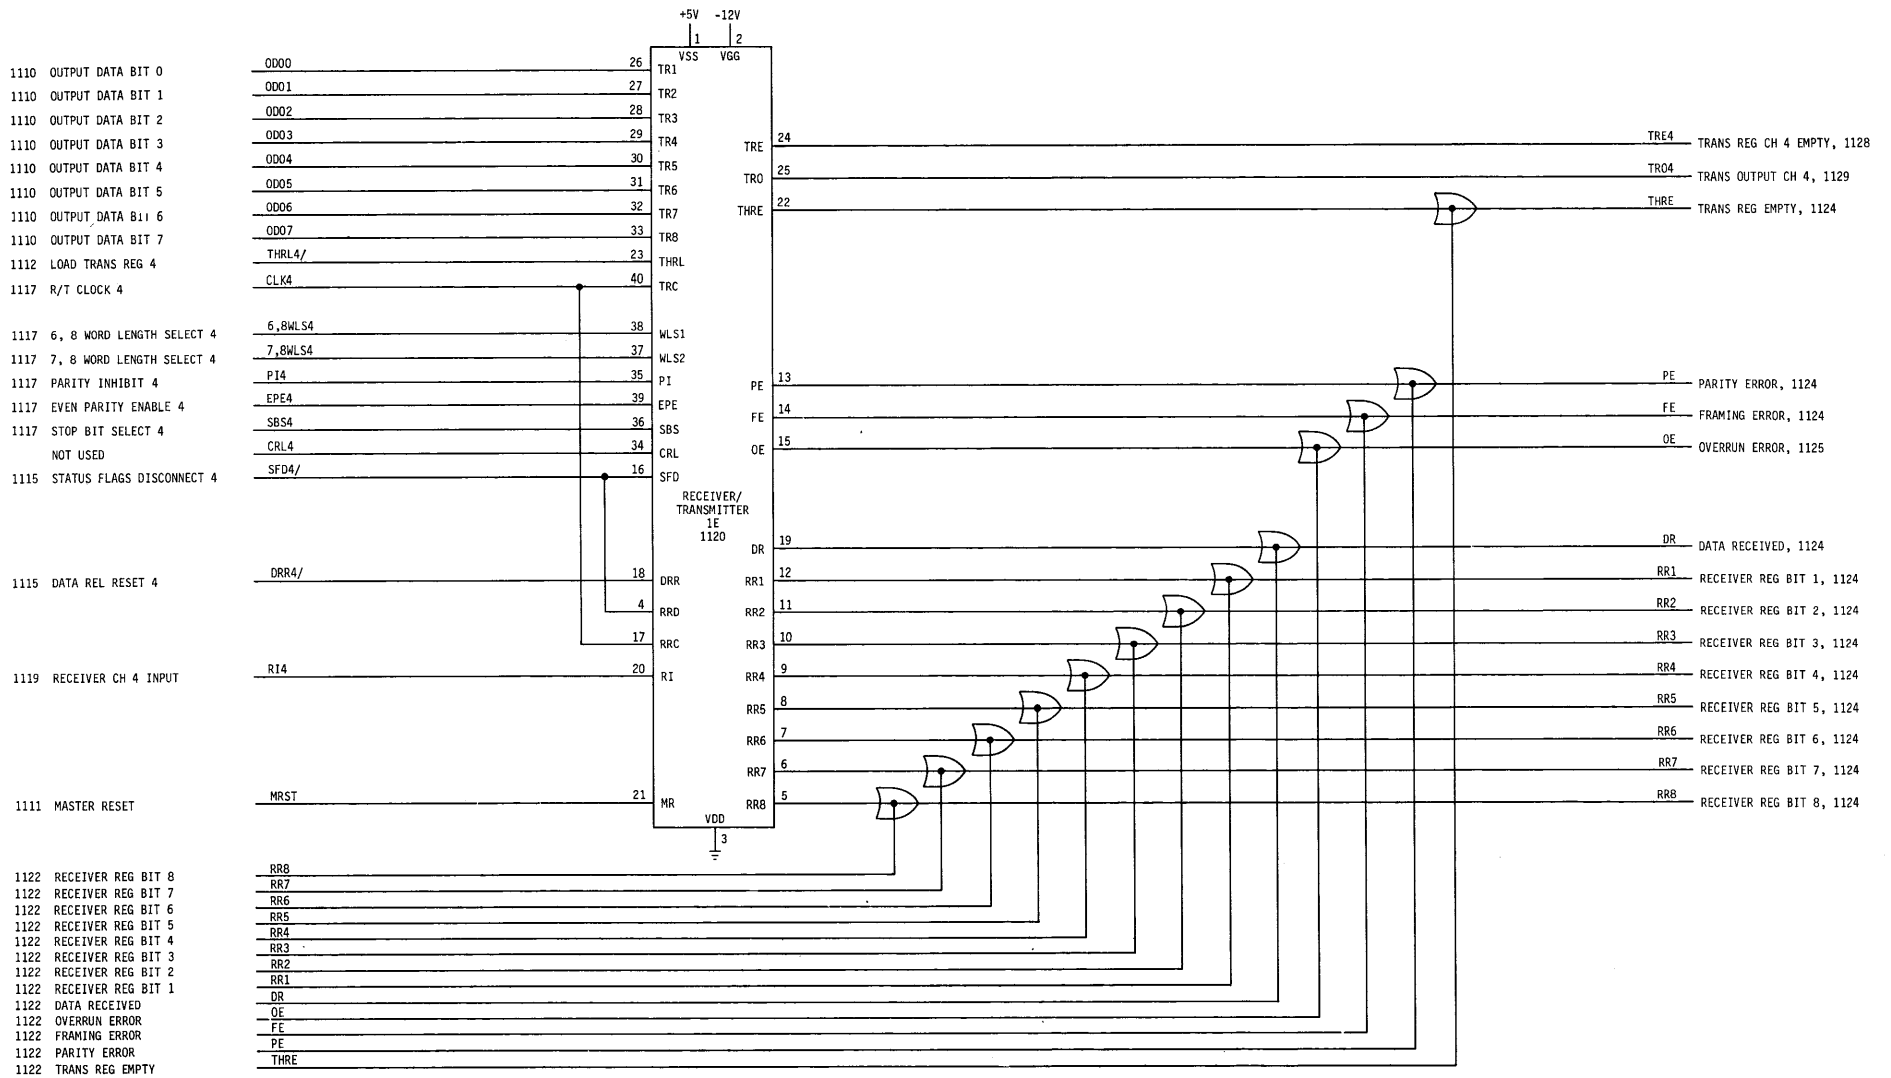 +5V -12V
1 2
VSS VGG
1110 OUTPUT DATA BIT 0 OD00 26 TR1
1110 OUTPUT DATA BIT 1 OD01 27 TR2
1110 OUTPUT DATA BIT 2 OD02 28 TR3
1110 OUTPUT DATA BIT 3 OD03 29 TR4
1110 OUTPUT DATA BIT 4 OD04 30 TR5
1110 OUTPUT DATA BIT 5 OD05 31 TR6
1110 OUTPUT DATA BIT 6 OD06 32 TR7
1110 OUTPUT DATA BIT 7 OD07 33 TR8
1112 LOAD TRANS REG 4 THRL4/ 23 THRL
1117 R/T CLOCK 4 CLK4 40 TRC
1117 6, 8 WORD LENGTH SELECT 4 6,8WLS4 38 WLS1
1117 7, 8 WORD LENGTH SELECT 4 7,8WLS4 37 WLS2
1117 PARITY INHIBIT 4 PI4 35 PI
1117 EVEN PARITY ENABLE 4 EPE4 39 EPE
1117 STOP BIT SELECT 4 SBS4 36 SBS
NOT USED CRL4 34 CRL
1115 STATUS FLAGS DISCONNECT 4 SFD4/ 16 SFD
RECEIVER/
TRANSMITTER
1E
1120
1115 DATA REL RESET 4 DRR4/ 18 DRR
4 RRD
17 RRC
1119 RECEIVER CH 4 INPUT RI4 20 RI
1111 MASTER RESET MRST 21 MR
VDD
3
TRE 24 TRE4 TRANS REG CH 4 EMPTY, 1128
TRO 25 TRO4 TRANS OUTPUT CH 4, 1129
THRE 22 THRE TRANS REG EMPTY, 1124
PE 13 PE PARITY ERROR, 1124
FE 14 FE FRAMING ERROR, 1124
OE 15 OE OVERRUN ERROR, 1125
DR 19 DR DATA RECEIVED, 1124
RR1 12 RR1 RECEIVER REG BIT 1, 1124
RR2 11 RR2 RECEIVER REG BIT 2, 1124
RR3 10 RR3 RECEIVER REG BIT 3, 1124
RR4 9 RR4 RECEIVER REG BIT 4, 1124
RR5 8 RR5 RECEIVER REG BIT 5, 1124
RR6 7 RR6 RECEIVER REG BIT 6, 1124
RR7 6 RR7 RECEIVER REG BIT 7, 1124
RR8 5 RR8 RECEIVER REG BIT 8, 1124
1122 RECEIVER REG BIT 8 RR8
1122 RECEIVER REG BIT 7 RR7
1122 RECEIVER REG BIT 6 RR6
1122 RECEIVER REG BIT 5 RR5
1122 RECEIVER REG BIT 4 RR4
1122 RECEIVER REG BIT 3 RR3
1122 RECEIVER REG BIT 2 RR2
1122 RECEIVER REG BIT 1 RR1
1122 DATA RECEIVED DR
1122 OVERRUN ERROR OE
1122 FRAMING ERROR FE
1122 PARITY ERROR PE
1122 TRANS REG EMPTY THRE